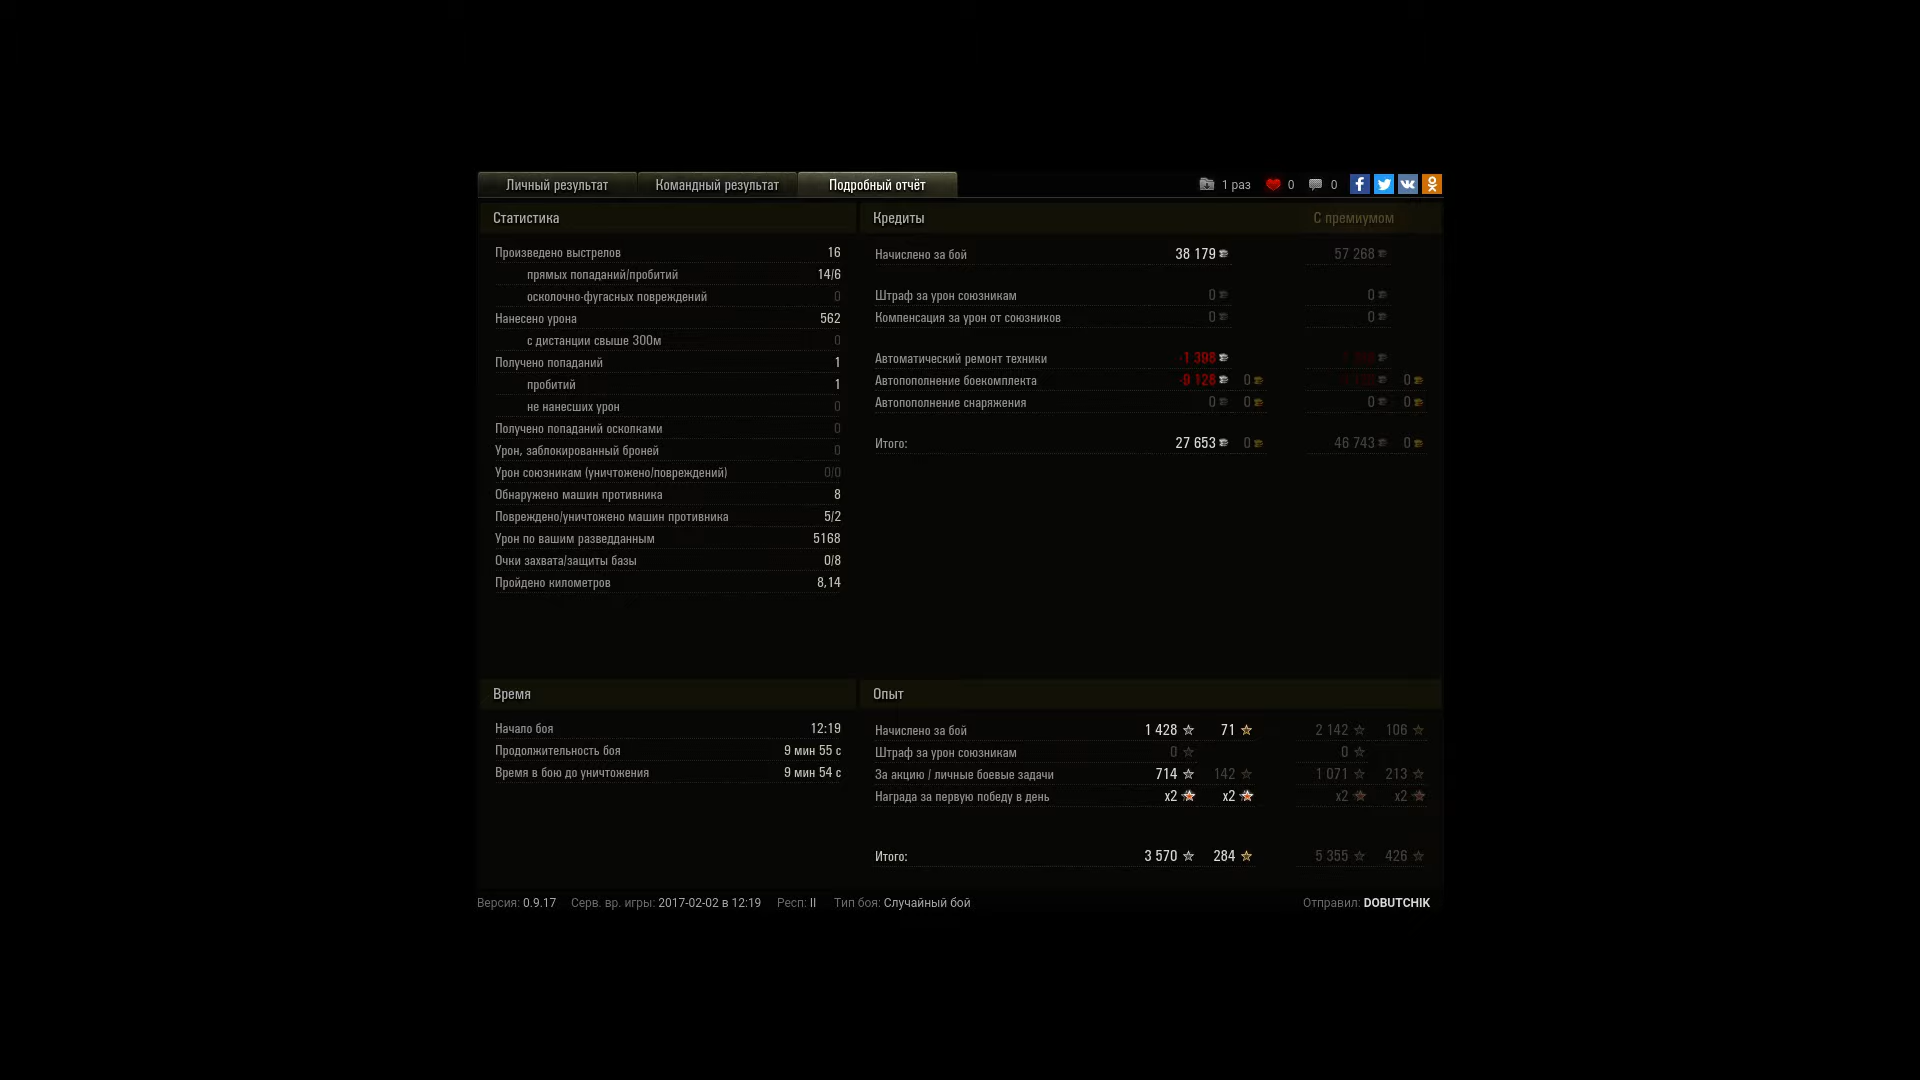 Личный результат Командный результат Подробный отчёт 1 раз 0 0
Статистика
Произведено выстрелов 16
прямых попаданий/пробитий 14/6
осколочно-фугасных повреждений 0
Нанесено урона 562
с дистанции свыше 300м 0
Получено попаданий 1
пробитий 1
не нанесших урон 0
Получено попаданий осколками 0
Урон, заблокированный броней 0
Урон союзникам (уничтожено/повреждений) 0/0
Обнаружено машин противника 8
Повреждено/уничтожено машин противника 5/2
Урон по вашим разведданным 5168
Очки захвата/защиты базы 0/8
Пройдено километров 8,14
Кредиты С премиумом
Начислено за бой 38 179 57 268
Штраф за урон союзникам 0 0
Компенсация за урон от союзников 0 0
Автоматический ремонт техники -1 398
Автопополнение боекомплекта -9 128 0 0
Автопополнение снаряжения 0 0 0 0
Итого: 27 653 0 46 743 0
Время
Начало боя 12:19
Продолжительность боя 9 мин 55 с
Время в бою до уничтожения 9 мин 54 с
Опыт
Начислено за бой 1 428 71 2 142 106
Штраф за урон союзникам 0 0
За акцию / личные боевые задачи 714 142 1 071 213
Награда за первую победу в день x2 x2 x2 x2
Итого: 3 570 284 5 355 426
Версия: 0.9.17 Серв. вр. игры: 2017-02-02 в 12:19 Респ: II Тип боя: Случайный бой Отправил: DOBUTCHIK